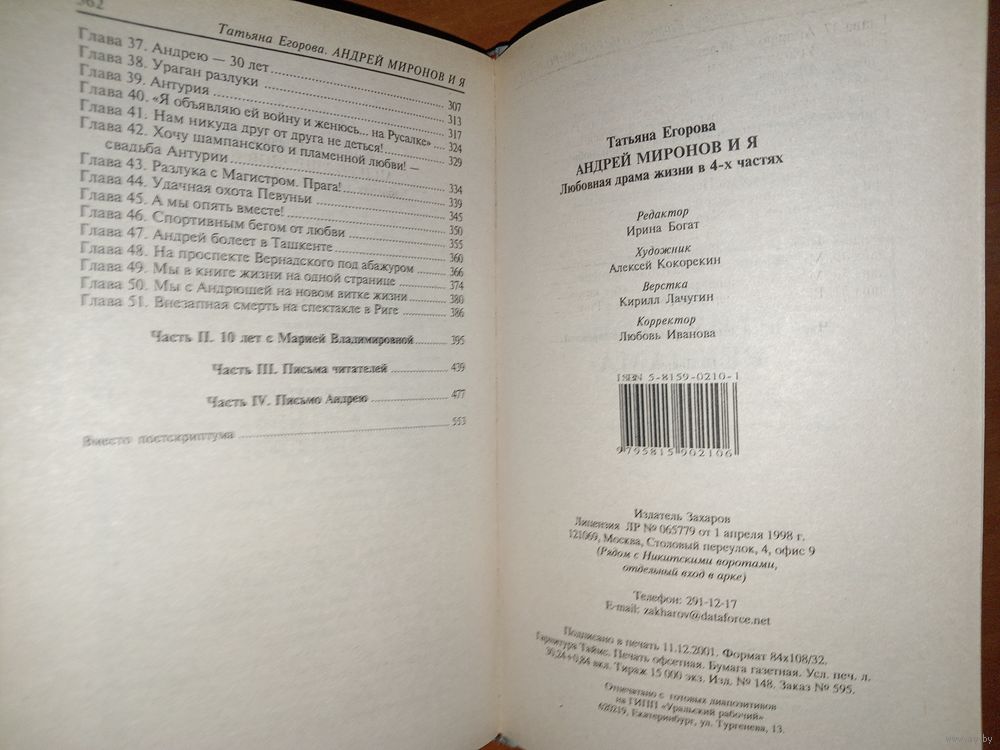 562
Татьяна Егорова. АНДРЕЙ МИРОНОВ И Я
Глава 37. Андрею — 30 лет ... 307
Глава 38. Ураган разлуки ... 313
Глава 39. Антурия ... 317
Глава 40. «Я объявляю ей войну и женюсь... на Русалке» ... 324
Глава 41. Нам никуда друг от друга не деться! ... 329
Глава 42. Хочу шампанского и пламенной любви! —
свадьба Антурии ... 334
Глава 43. Разлука с Магистром. Прага! ... 339
Глава 44. Удачная охота Певуньи ... 345
Глава 45. А мы опять вместе! ... 350
Глава 46. Спортивным бегом от любви ... 355
Глава 47. Андрей болеет в Ташкенте ... 360
Глава 48. На проспекте Вернадского под абажуром ... 366
Глава 49. Мы в книге жизни на одной странице ... 374
Глава 50. Мы с Андрюшей на новом витке жизни ... 380
Глава 51. Внезапная смерть на спектакле в Риге ... 386
Часть II. 10 лет с Марией Владимировной ... 395
Часть III. Письма читателей ... 439
Часть IV. Письмо Андрею ... 477
Вместо постскриптума ... 553
Татьяна Егорова
АНДРЕЙ МИРОНОВ И Я
Любовная драма жизни в 4-х частях
Редактор
Ирина Богат
Художник
Алексей Кокорекин
Верстка
Кирилл Лачугин
Корректор
Любовь Иванова
ISBN 5-8159-0210-1
9795815902106
Издатель Захаров
Лицензия ЛР № 065779 от 1 апреля 1998 г.
121069, Москва, Столовый переулок, 4, офис 9
(Рядом с Никитскими воротами,
отдельный вход в арке)
Телефон: 291-12-17
E-mail: zakharov@dataforce.net
Подписано в печать 11.12.2001. Формат 84х108/32.
Гарнитура Таймс. Печать офсетная. Бумага газетная. Усл. печ. л.
30,24+0,84 вкл. Тираж 15 000 экз. Изд. № 148. Заказ № 595.
Отпечатано с готовых диапозитивов
на ГИПП «Уральский рабочий»
620219, Екатеринбург, ул. Тургенева, 13.